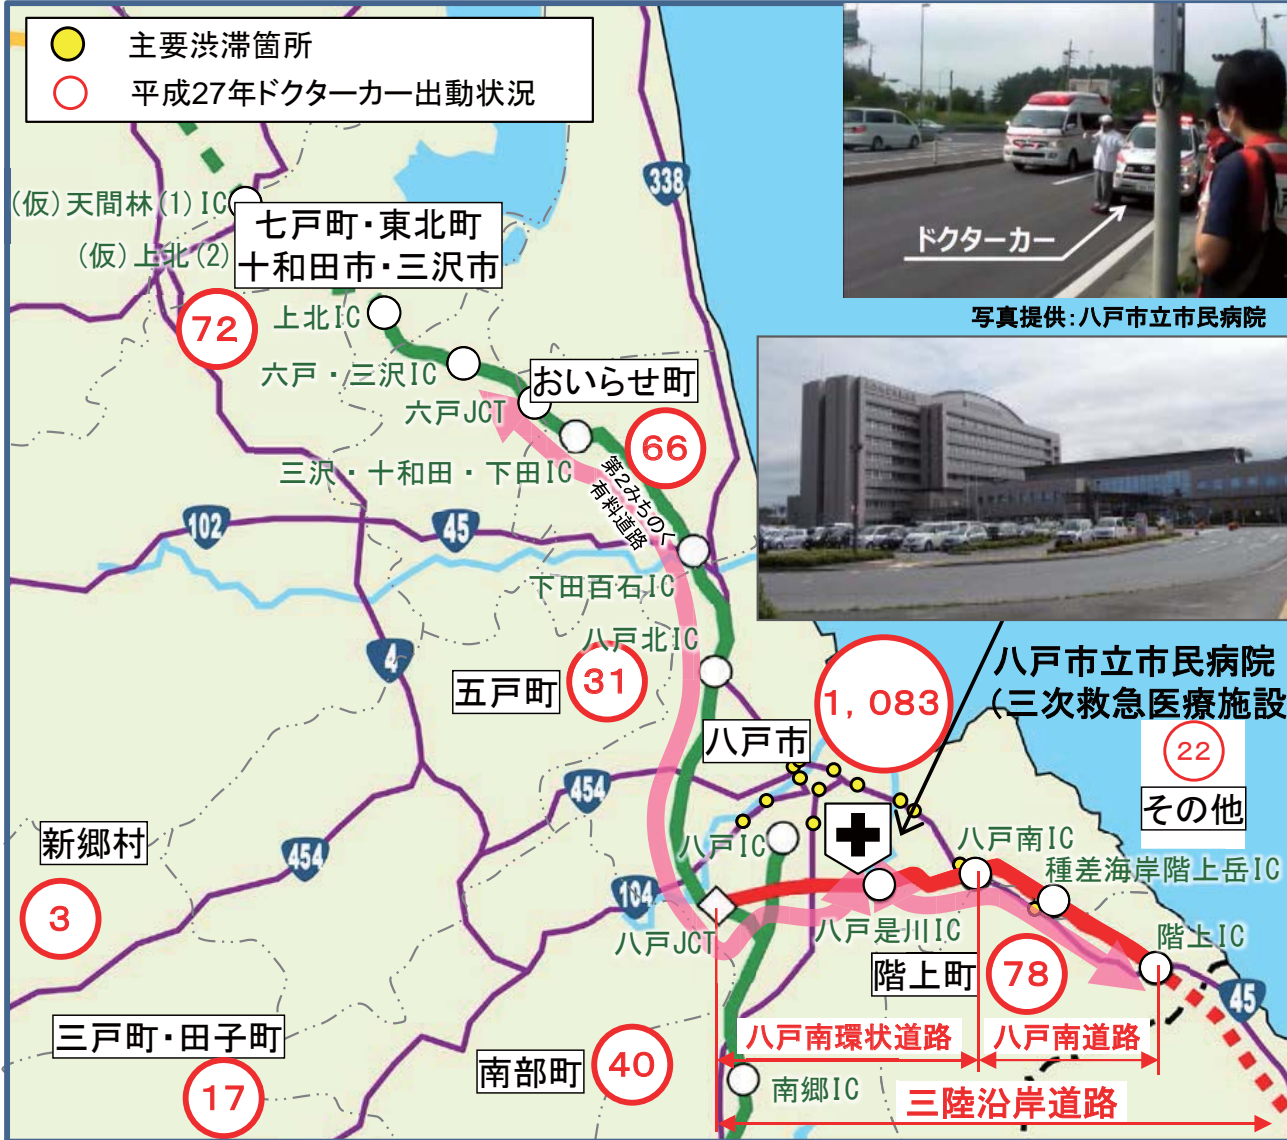 主要渋滞箇所
平成27年ドクターカー出動状況
ドクターカー
写真提供：八戸市立市民病院
338
(仮)天間林(1)IC
(仮)上北(2)
七戸町・東北町
十和田市・三沢市
72
上北IC
六戸・三沢IC
おいらせ町
六戸JCT
66
三沢・十和田・下田IC
第2みちのく
有料道路
102
45
下田百石IC
八戸北IC
4
五戸町
31
1,083
八戸市立市民病院
(三次救急医療施設
八戸市
22
その他
454
新郷村
454
八戸IC
八戸南IC
種差海岸階上岳IC
3
104
八戸JCT
八戸是川IC
階上IC
階上町
78
45
三戸町・田子町
17
南部町
40
八戸南環状道路
八戸南道路
南郷IC
三陸沿岸道路